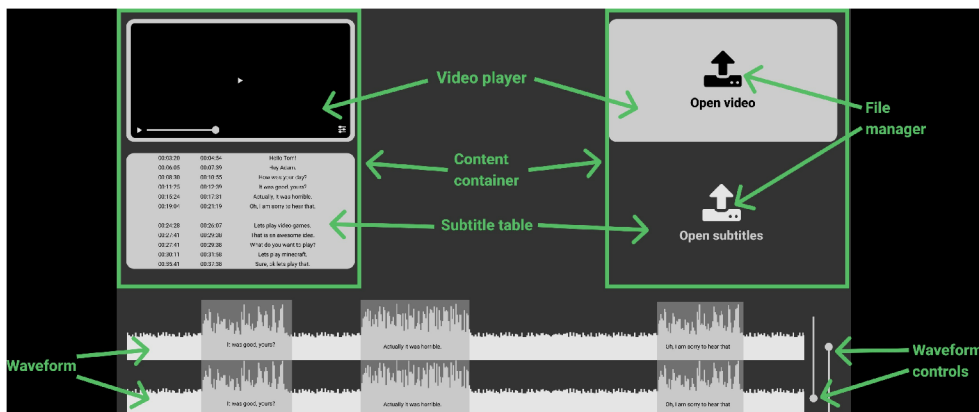 Video player
Open video
File
manager
00:03:20 00:04:54 Hello Tom!
00:06:05 00:07:39 Hey Adam.
00:08:30 00:10:55 How was your day?
00:11:25 00:12:39 It was good, yours?
00:15:24 00:17:31 Actually, it was horrible.
00:19:04 00:21:19 Oh, I am sorry to hear that.
00:24:28 00:26:07 Lets play video games.
00:27:41 00:29:38 That is an awesome idea.
00:27:41 00:29:38 What do you want to play?
00:30:11 00:31:58 Lets play minecraft.
00:35:41 00:37:38 Sure, ok lets play that.
Content
container
Subtitle table
Open subtitles
It was good, yours?
Actually it was horrible.
Uh, I am sorry to hear that
Waveform
Waveform
controls
It was good, yours?
Actually it was horrible.
Oh, I am sorry to hear that